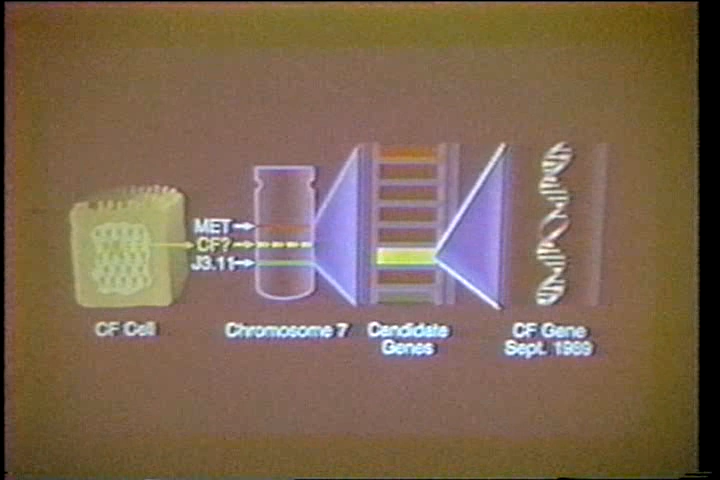 MET
CF?
J3.11
CF Cell
Chromosome 7
Candidate
Genes
CF Gene
Sept. 1989